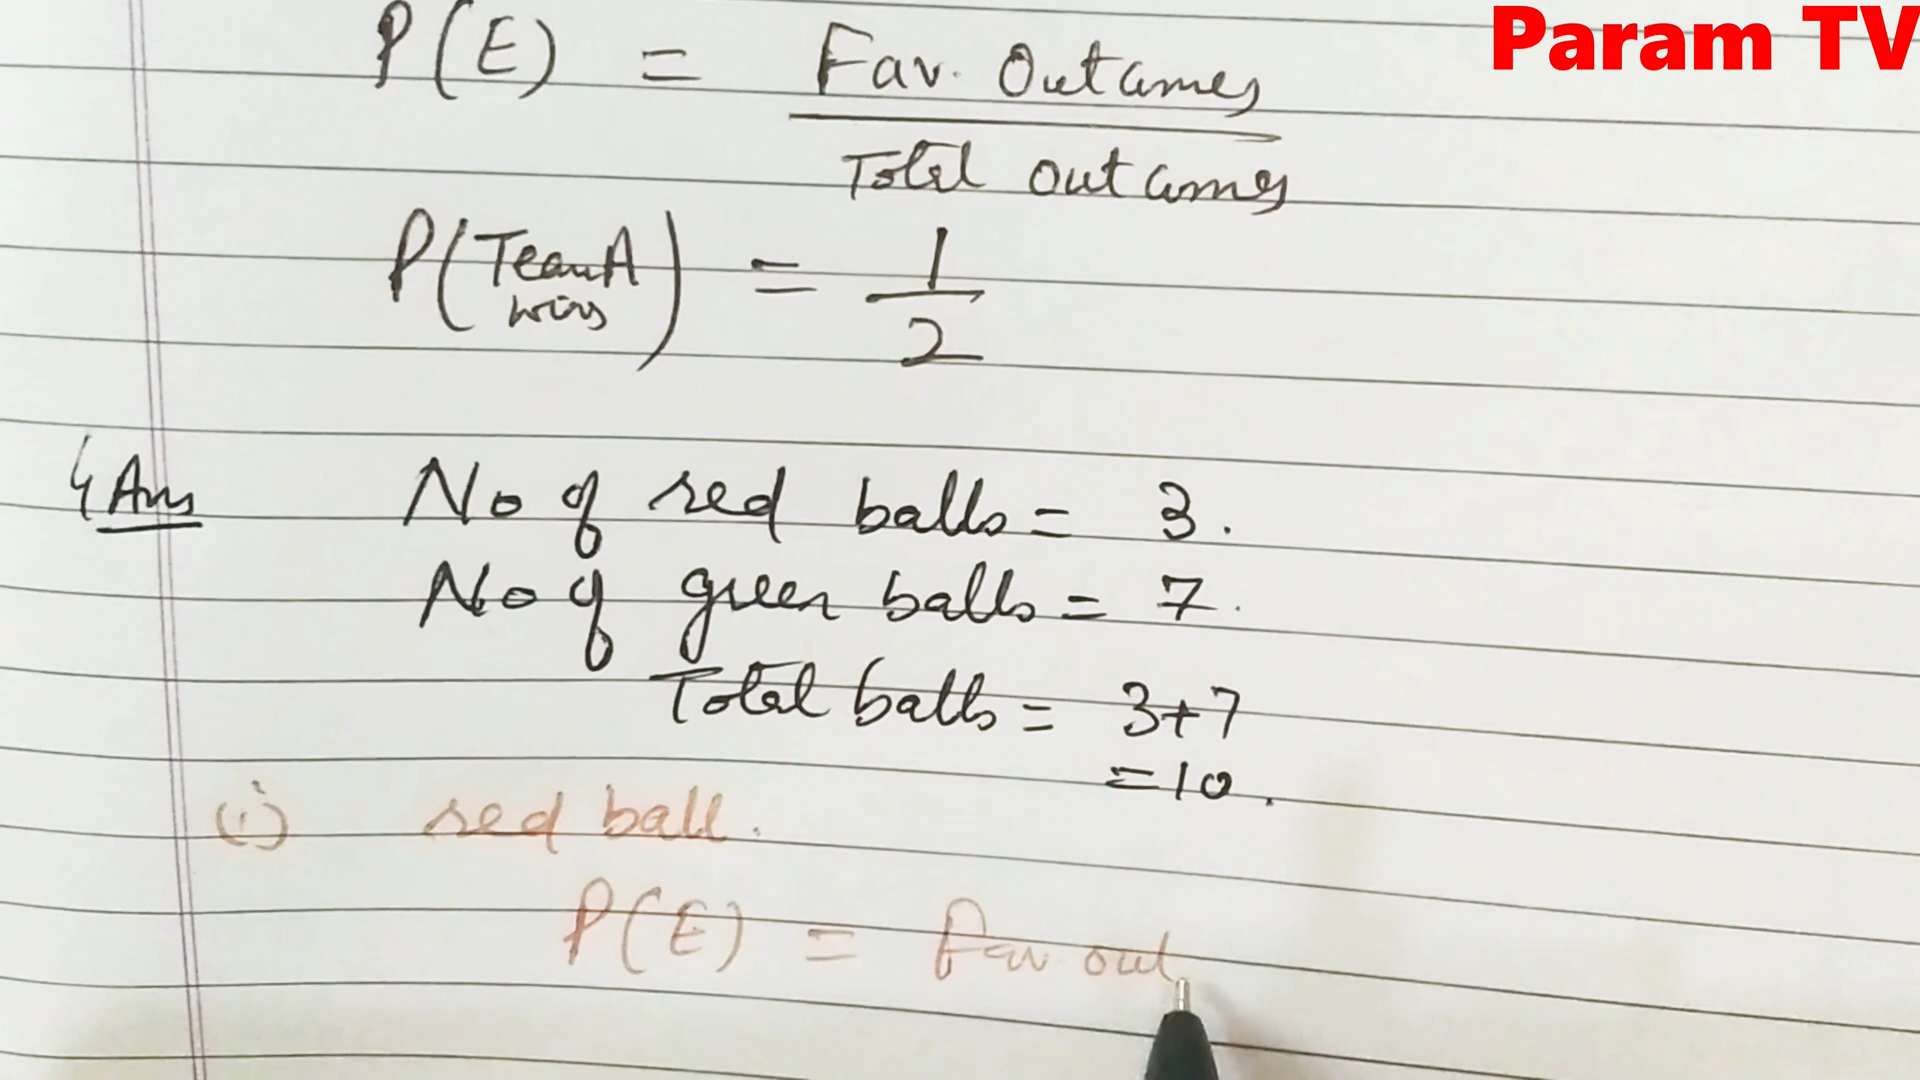 Param TV
P(E) = Fav. Outcomes
Total outcomes
P(Team A wins) = 1
2
4 Ans No of red balls = 3.
No of green balls = 7.
Total balls = 3+7
=10.
(i) red ball.
P(E) = Fav out